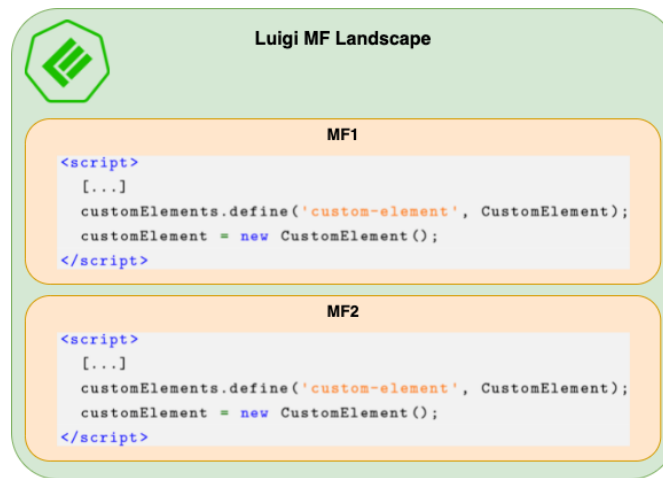 Luigi MF Landscape
MF1
<script>
[...]
customElements.define('custom-element', CustomElement);
customElement = new CustomElement();
</script>
MF2
<script>
[...]
customElements.define('custom-element', CustomElement);
customElement = new CustomElement();
</script>